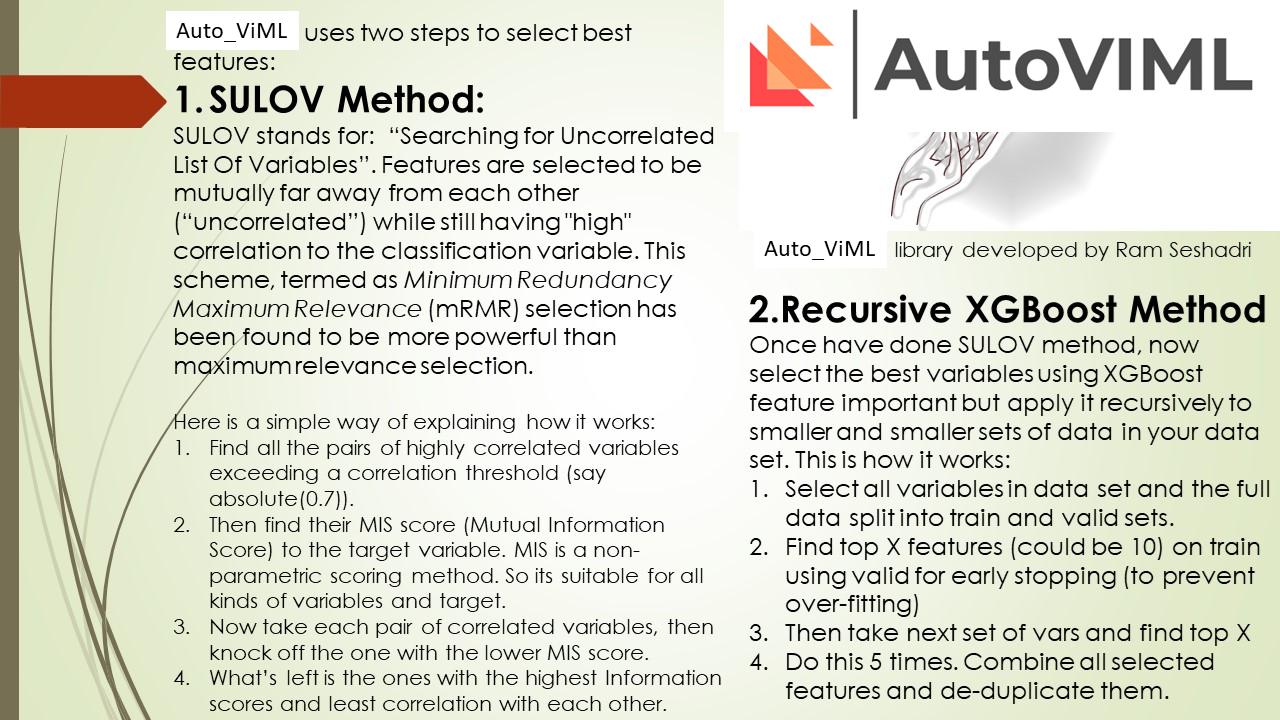 Auto_ViML uses two steps to select best
features:
1. SULOV Method:
SULOV stands for: “Searching for Uncorrelated
List Of Variables”. Features are selected to be
mutually far away from each other
(“uncorrelated”) while still having "high"
correlation to the classification variable. This
scheme, termed as Minimum Redundancy
Maximum Relevance (mRMR) selection has
been found to be more powerful than
maximum relevance selection.
Here is a simple way of explaining how it works:
1. Find all the pairs of highly correlated variables
exceeding a correlation threshold (say
absolute(0.7)).
2. Then find their MIS score (Mutual Information
Score) to the target variable. MIS is a non-
parametric scoring method. So its suitable for all
kinds of variables and target.
3. Now take each pair of correlated variables, then
knock off the one with the lower MIS score.
4. What’s left is the ones with the highest Information
scores and least correlation with each other.
AutoVIML
Auto_ViML library developed by Ram Seshadri
2.Recursive XGBoost Method
Once have done SULOV method, now
select the best variables using XGBoost
feature important but apply it recursively to
smaller and smaller sets of data in your data
set. This is how it works:
1. Select all variables in data set and the full
data split into train and valid sets.
2. Find top X features (could be 10) on train
using valid for early stopping (to prevent
over-fitting)
3. Then take next set of vars and find top X
4. Do this 5 times. Combine all selected
features and de-duplicate them.